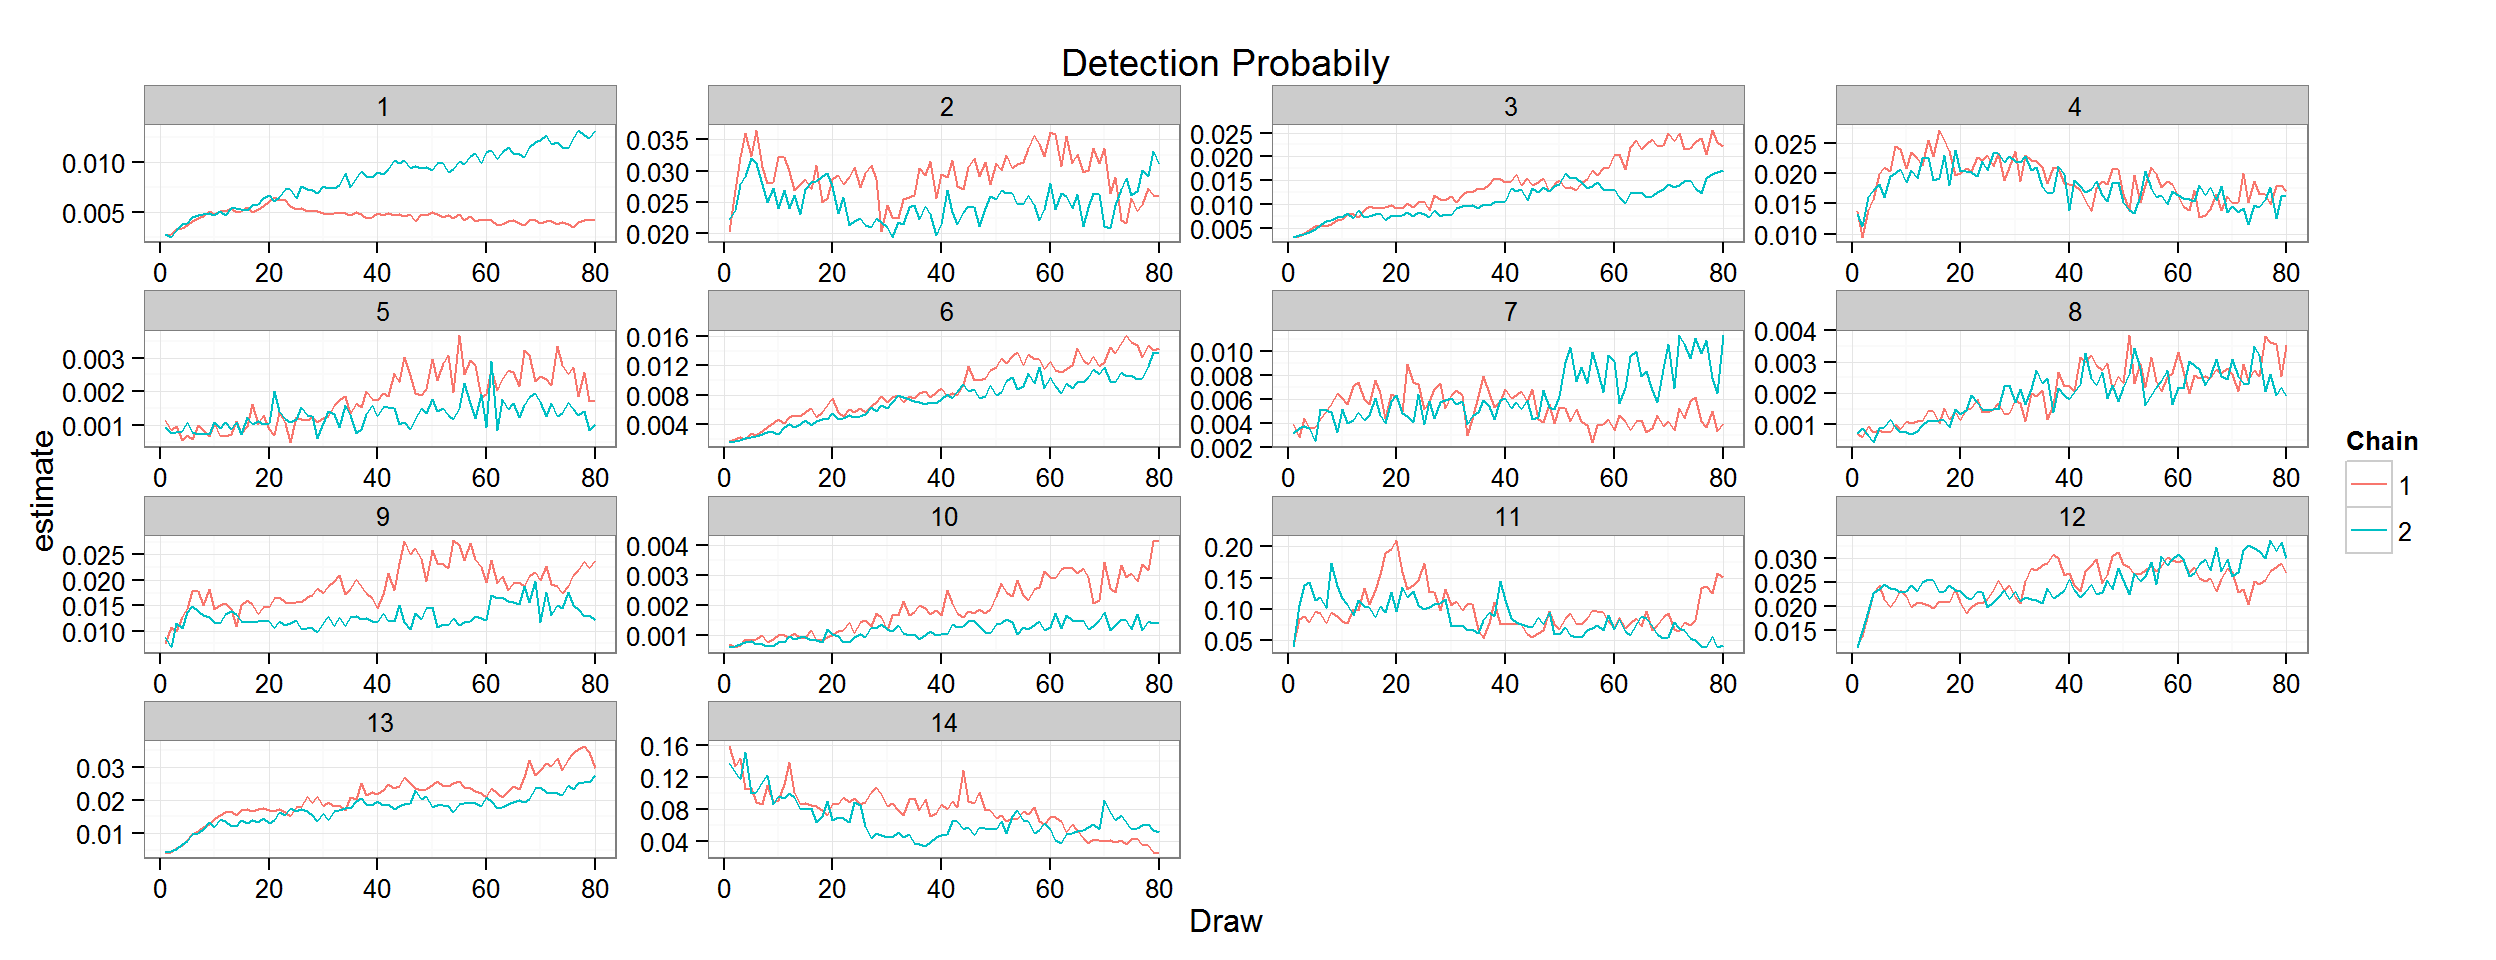 Detection Probabily
1 2 3 4
0.010 0.035 0.025 0.025
0.030 0.020 0.020
0.005 0.025 0.015 0.015
0.020 0.010 0.010
0.005
0 20 40 60 80 0 20 40 60 80 0 20 40 60 80 0 20 40 60 80
5 6 7 8
0.003 0.016 0.010 0.004
0.002 0.012 0.008 0.003
0.001 0.008 0.006 0.002
0.004 0.004 0.001
0.002
0 20 40 60 80 0 20 40 60 80 0 20 40 60 80 0 20 40 60 80
estimate
9 10 11 12
0.025 0.004 0.20 0.030
0.020 0.003 0.15 0.025
0.015 0.002 0.10 0.020
0.010 0.001 0.05 0.015
0 20 40 60 80 0 20 40 60 80 0 20 40 60 80 0 20 40 60 80
13 14
0.03 0.16
0.02 0.12
0.01 0.08
0.04
0 20 40 60 80 0 20 40 60 80
Draw
Chain
1
2